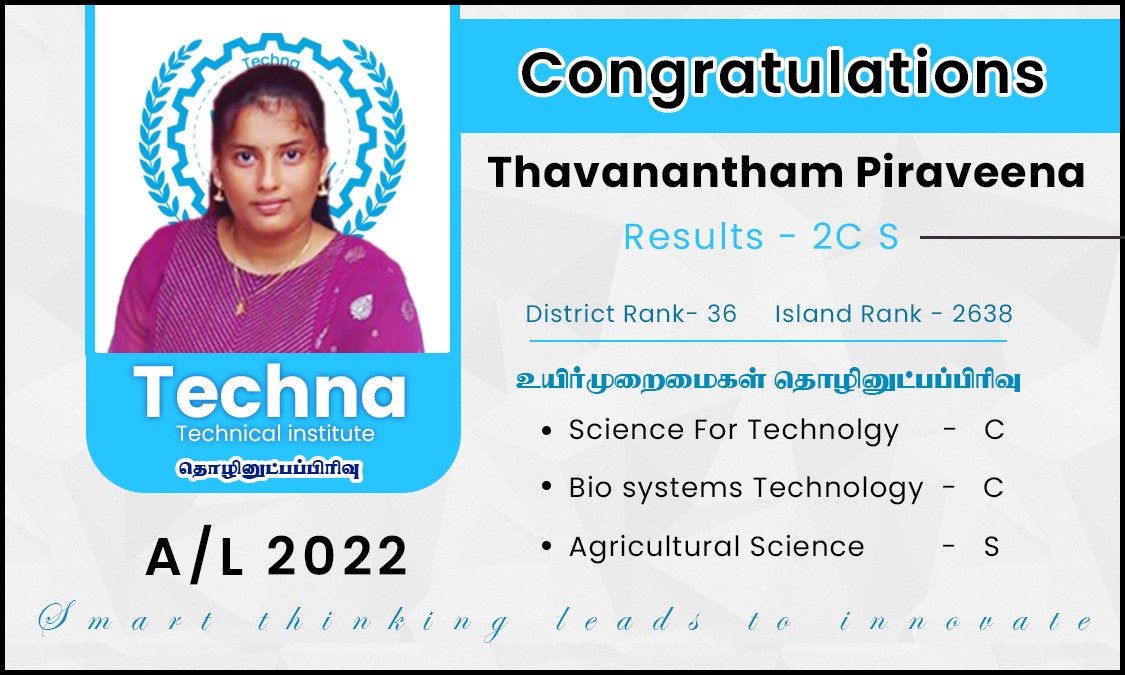 Techna
Techna
Technical institute
தொழினுட்பப்பிரிவு
A/L 2022
Congratulations
Thavanantham Piraveena
Results - 2C S
District Rank- 36 Island Rank - 2638
உயிர்முறைமைகள் தொழினுட்பப்பிரிவு
• Science For Technolgy - C
• Bio systems Technology - C
• Agricultural Science - S
Smart thinking leads to innovate